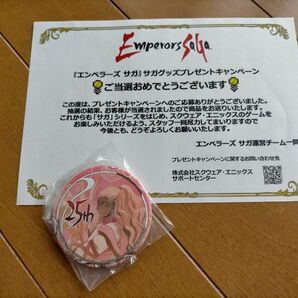 Emperors SaGa
『エンペラーズ サガ』サガグッズプレゼントキャンペーン
ご当選おめでとうございます
この度は、プレゼントキャンペーンへのご応募ありがとうございました。
抽選の結果、お客様が当選されましたので商品をお送りいたします。
これからも「サガ」シリーズをはじめ、スクウェア・エニックスのゲームを
お楽しみいただけるよう、スタッフ一同尽力してまいりますので
今後とも、どうぞよろしくお願いいたします。
エンペラーズ サガ運営チーム一同
プレゼントキャンペーンに関するお問い合わせ先
株式会社スクウェア・エニックス
サポートセンター
25th